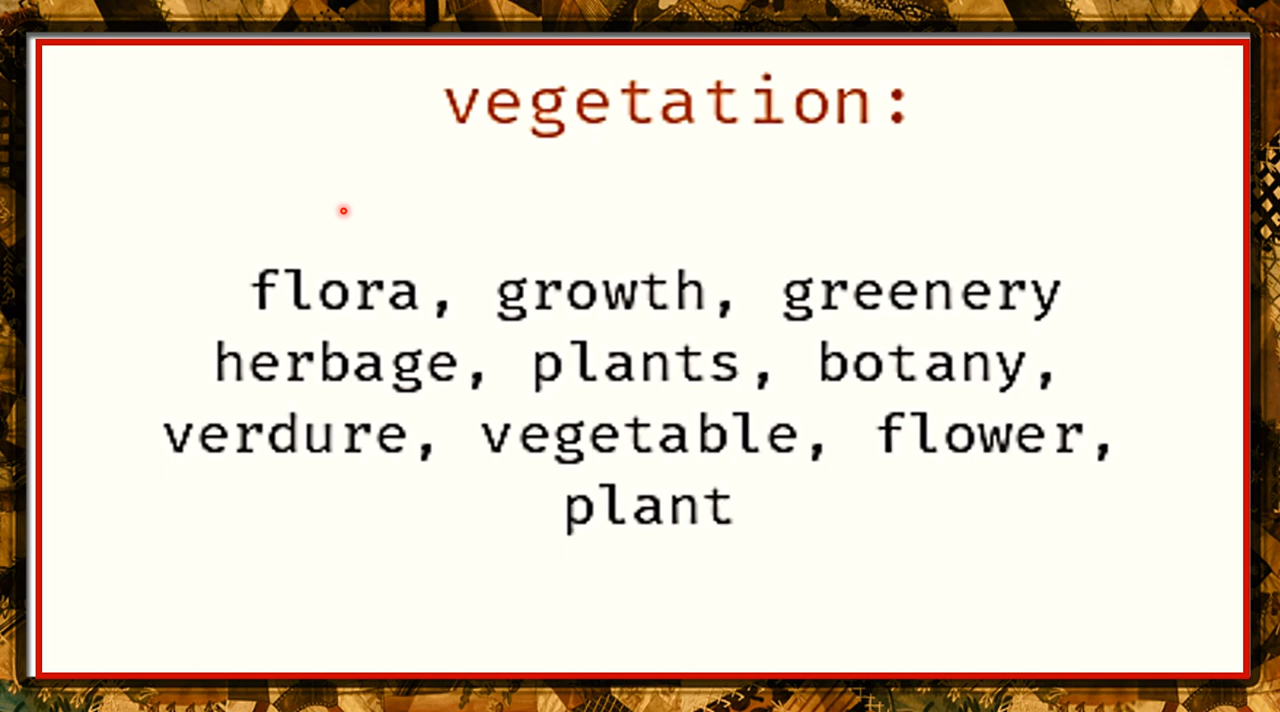 vegetation:
flora, growth, greenery
herbage, plants, botany,
verdure, vegetable, flower,
plant